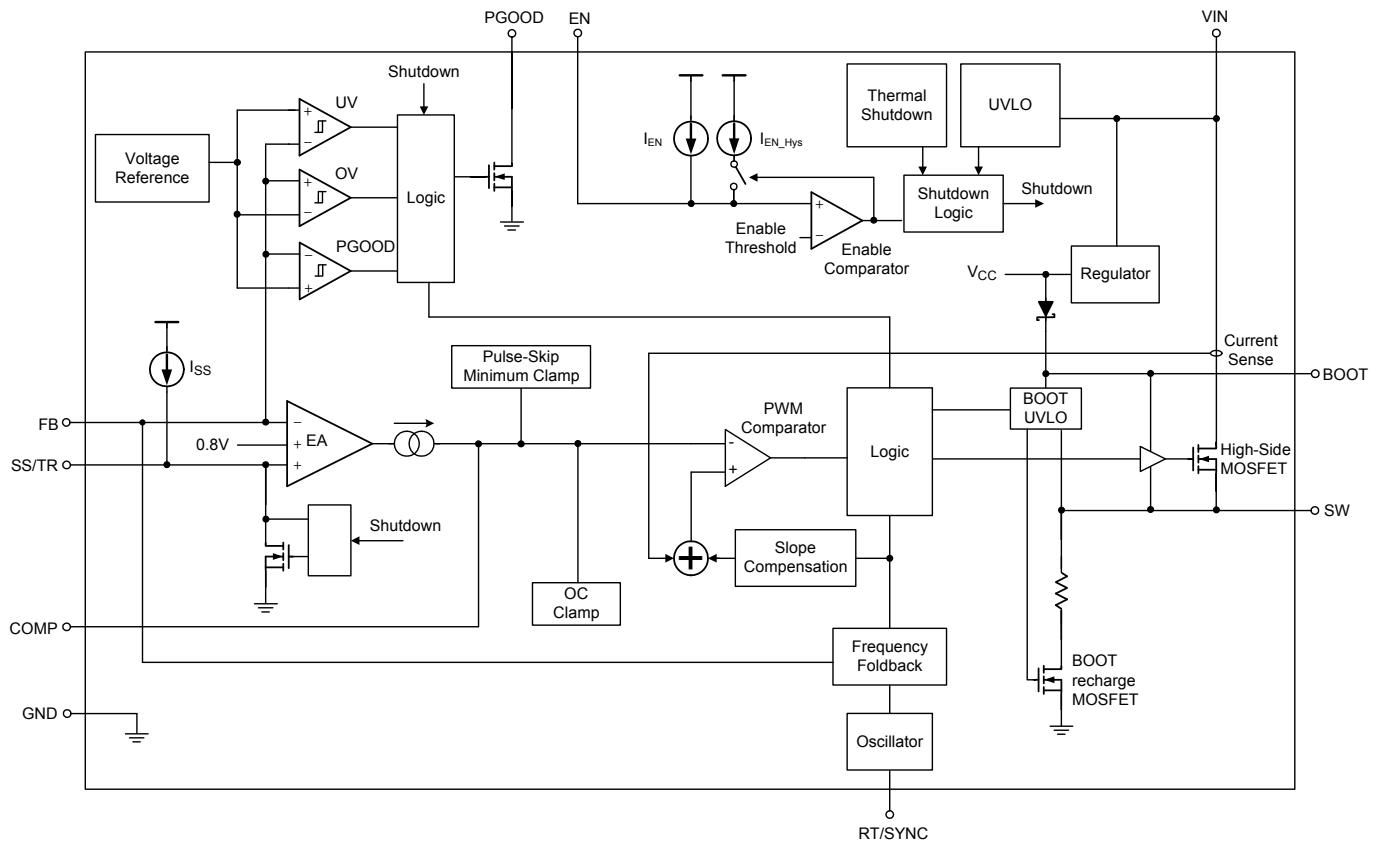 PGOOD
EN
VIN
Shutdown
UV
Voltage
Reference
OV
Logic
PGOOD
I_EN
I_EN_Hys
Thermal
Shutdown
UVLO
Shutdown
Logic
Shutdown
Enable
Threshold
Enable
Comparator
V_CC
Regulator
Current
Sense
BOOT
I_SS
Pulse-Skip
Minimum Clamp
FB
0.8V
EA
SS/TR
PWM
Comparator
Logic
BOOT
UVLO
High-Side
MOSFET
SW
Shutdown
Slope
Compensation
OC
Clamp
COMP
Frequency
Foldback
BOOT
recharge
MOSFET
GND
Oscillator
RT/SYNC